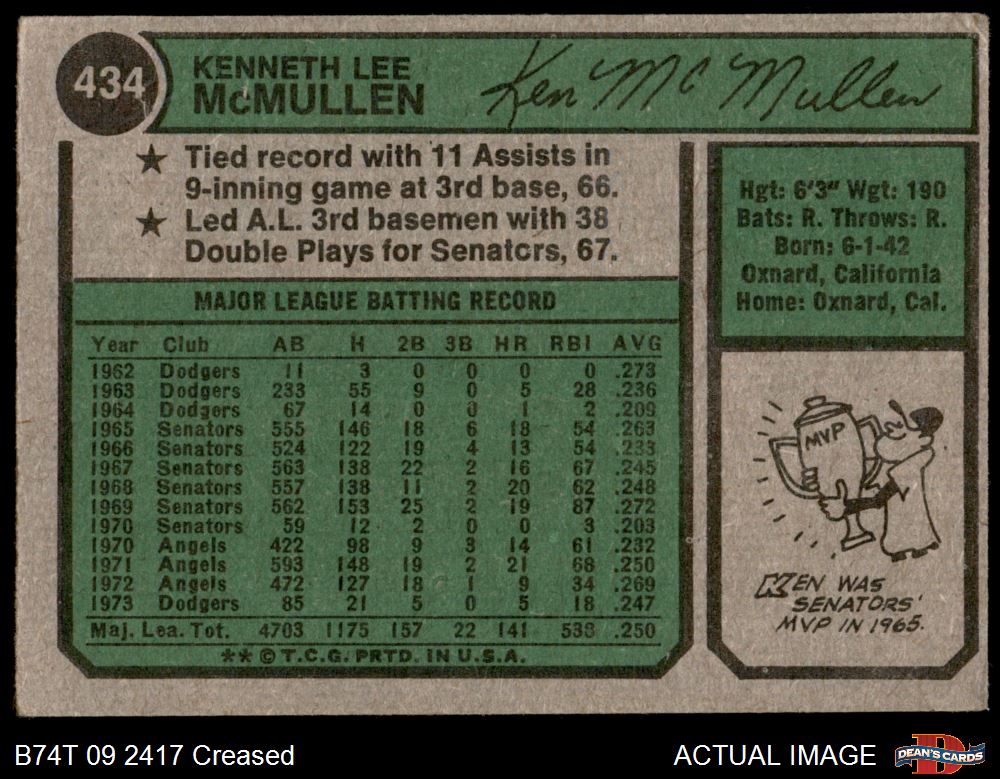 434
KENNETH LEE
McMULLEN
Ken McMullen
★ Tied record with 11 Assists in
9-inning game at 3rd base, 66.
★ Led A.L. 3rd basemen with 38
Double Plays for Senators, 67.
Hgt: 6'3" Wgt: 190
Bats: R. Throws: R.
Born: 6-1-42
Oxnard, California
Home: Oxnard, Cal.
MAJOR LEAGUE BATTING RECORD
Year Club AB H 2B 3B HR RBI AVG
1962 Dodgers 11 3 0 0 0 0 .273
1963 Dodgers 233 55 9 0 5 28 .236
1964 Dodgers 67 14 0 0 1 2 .209
1965 Senators 555 146 18 6 18 54 .263
1966 Senators 524 122 19 4 13 54 .233
1967 Senators 563 138 22 2 16 67 .245
1968 Senators 557 138 11 2 20 62 .248
1969 Senators 562 153 25 2 19 87 .272
1970 Senators 59 12 2 0 0 3 .203
1970 Angels 422 98 9 3 14 61 .232
1971 Angels 593 148 19 2 21 68 .250
1972 Angels 472 127 18 1 9 34 .269
1973 Dodgers 85 21 5 0 5 18 .247
Maj. Lea. Tot. 4703 1175 157 22 141 538 .250
** © T.C.G. PRTD. IN U.S.A.
MVP
KEN WAS
SENATORS'
MVP IN 1965.
B74T 09 2417 Creased
ACTUAL IMAGE
DEAN'S CARDS